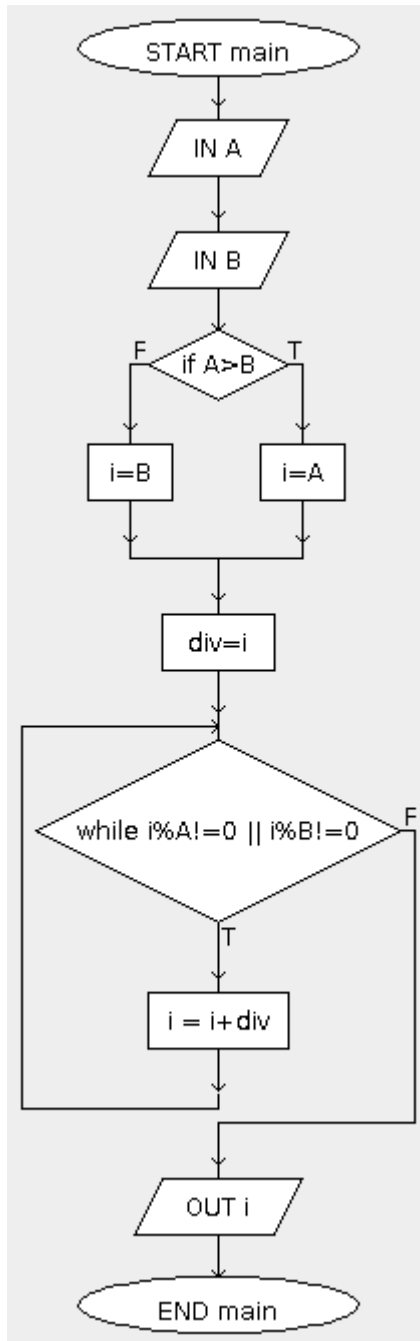 START main
IN A
IN B
F
if A>B
T
i=B
i=A
div=i
while i%A!=0 || i%B!=0
F
T
i = i+div
OUT i
END main